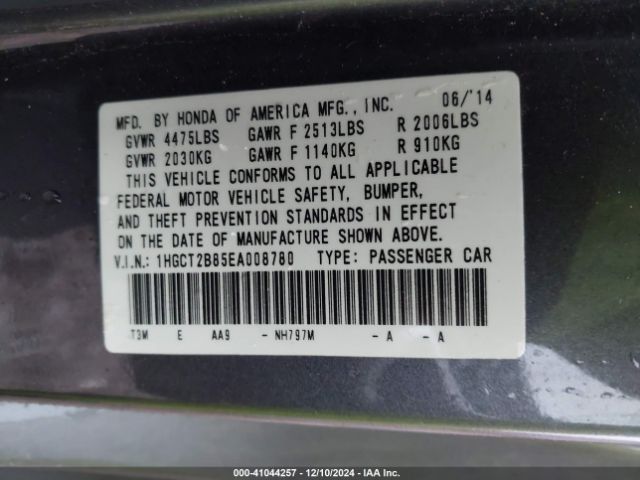 MFD. BY HONDA OF AMERICA MFG., INC. 06/'14
GVWR 4475LBS GAWR F 2513LBS R 2006LBS
GVWR 2030KG GAWR F 1140KG R 910KG
THIS VEHICLE CONFORMS TO ALL APPLICABLE
FEDERAL MOTOR VEHICLE SAFETY, BUMPER,
AND THEFT PREVENTION STANDARDS IN EFFECT
ON THE DATE OF MANUFACTURE SHOWN ABOVE.
V.I.N.: 1HGCT2B85EA008780 TYPE: PASSENGER CAR
T3M E AA9 - NH797M - A - A
000-41044257 - 12/10/2024 - IAA Inc.